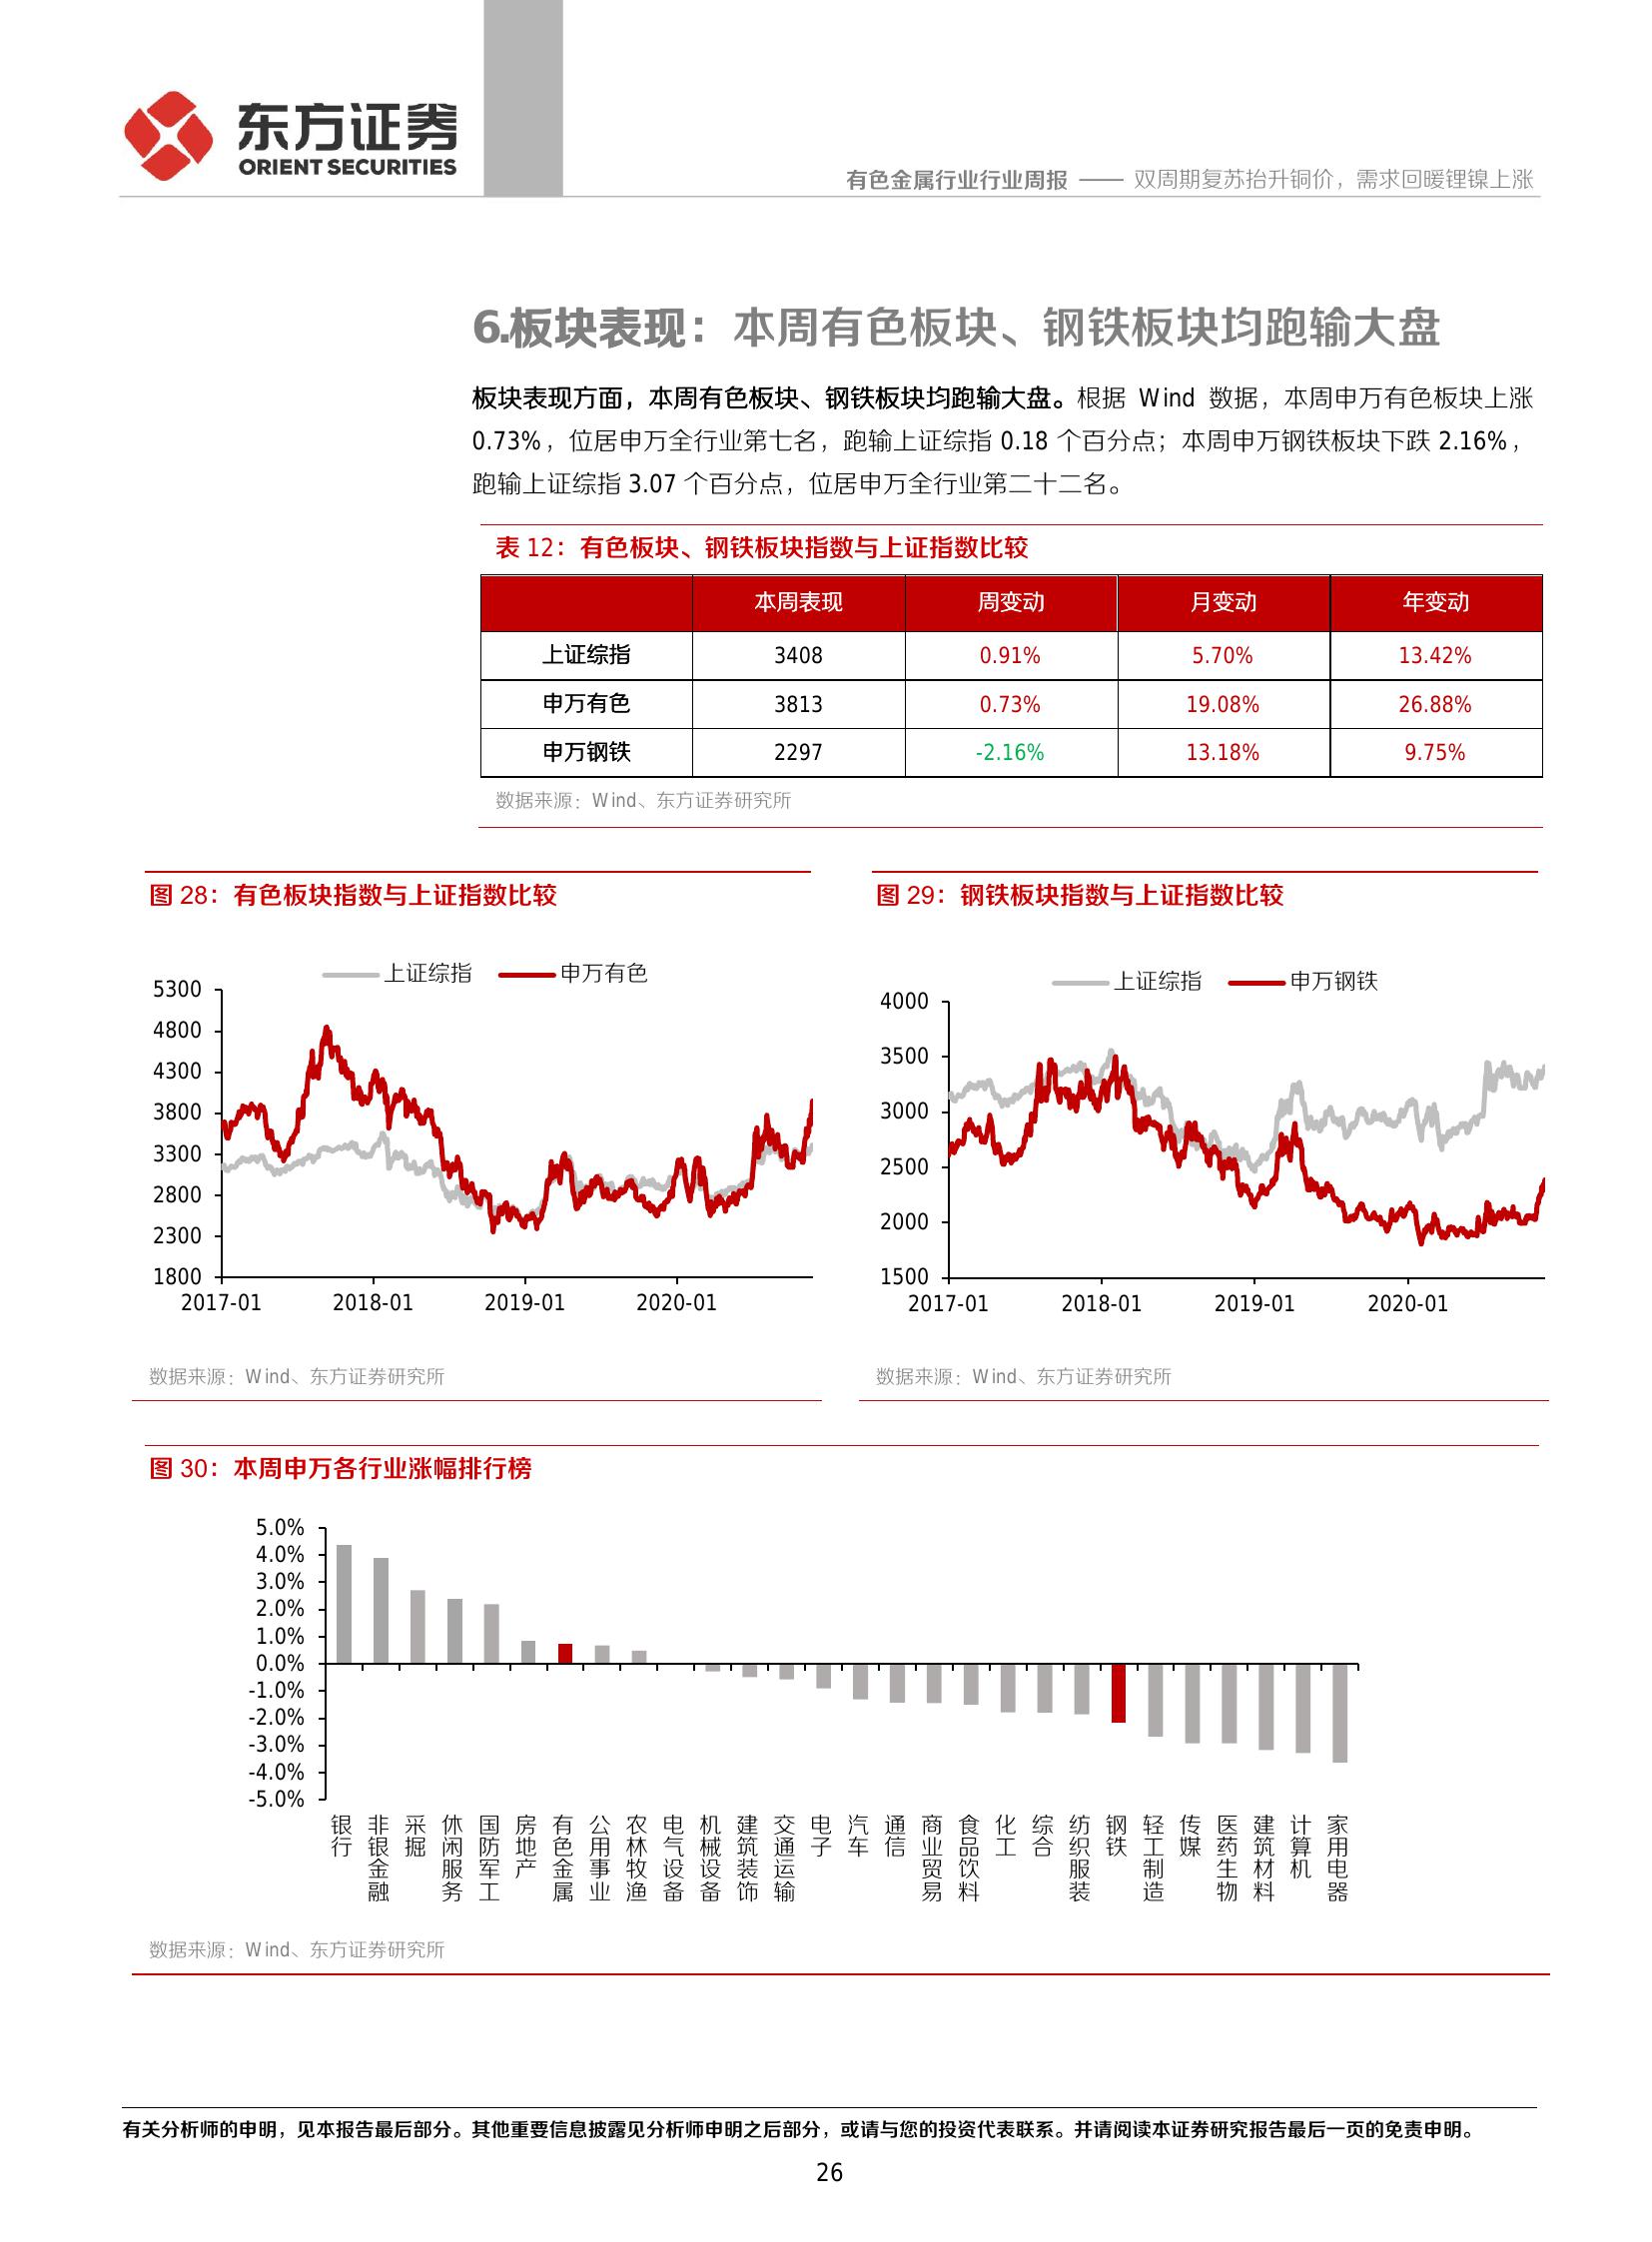 东方证券
ORIENT SECURITIES
有色金属行业行业周报 —— 双周期复苏抬升铜价，需求回暖锂镍上涨
6.板块表现：本周有色板块、钢铁板块均跑输大盘
板块表现方面，本周有色板块、钢铁板块均跑输大盘。根据 Wind 数据，本周申万有色板块上涨
0.73%，位居申万全行业第七名，跑输上证综指 0.18 个百分点；本周申万钢铁板块下跌 2.16%，
跑输上证综指 3.07 个百分点，位居申万全行业第二十二名。
表 12：有色板块、钢铁板块指数与上证指数比较
本周表现 周变动 月变动 年变动
上证综指 3408 0.91% 5.70% 13.42%
申万有色 3813 0.73% 19.08% 26.88%
申万钢铁 2297 -2.16% 13.18% 9.75%
数据来源：Wind、东方证券研究所
图 28：有色板块指数与上证指数比较
上证综指 申万有色
5300
4800
4300
3800
3300
2800
2300
1800
2017-01 2018-01 2019-01 2020-01
数据来源：Wind、东方证券研究所
图 29：钢铁板块指数与上证指数比较
上证综指 申万钢铁
4000
3500
3000
2500
2000
1500
2017-01 2018-01 2019-01 2020-01
数据来源：Wind、东方证券研究所
图 30：本周申万各行业涨幅排行榜
5.0%
4.0%
3.0%
2.0%
1.0%
0.0%
-1.0%
-2.0%
-3.0%
-4.0%
-5.0%
银行
非银金融
采掘
休闲服务
国防军工
房地产
有色金属
公用事业
农林牧渔
电气设备
机械设备
建筑装饰
交通运输
电子
汽车
通信
商业贸易
食品饮料
化工
综合
纺织服装
钢铁
轻工制造
传媒
医药生物
建筑材料
计算机
家用电器
数据来源：Wind、东方证券研究所
有关分析师的申明，见本报告最后部分。其他重要信息披露见分析师申明之后部分，或请与您的投资代表联系。并请阅读本证券研究报告最后一页的免责申明。
26